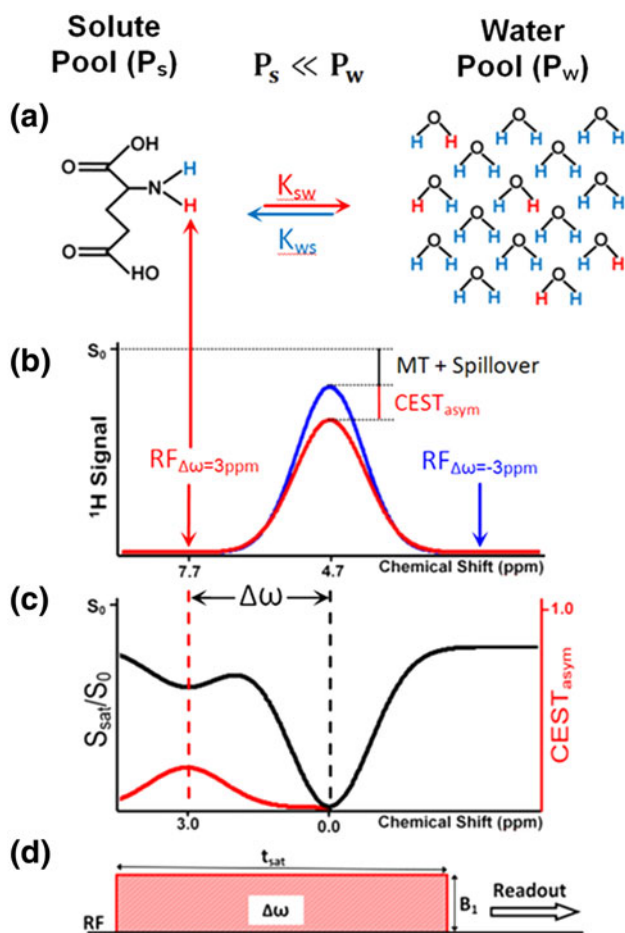 Solute
Pool (Pₛ)
Pₛ ≪ P_w
Water
Pool (P_w)
(a)
OH
O
H
N
H
O
HO
K_sw
K_ws
O O O
H H H H H H
O O
H H H H
O O O
H H H H H H
O O
H H H H
O O O
H H H H H H
O O
H H H H
(b)
S₀
MT + Spillover
CEST_asym
RF_Δω=3ppm
RF_Δω=-3ppm
¹H Signal
7.7
4.7
Chemical Shift (ppm)
(c)
S₀
Δω
1.0
S_sat/S₀
CEST_asym
3.0
0.0
Chemical Shift (ppm)
(d)
t_sat
Δω
B₁
Readout
RF